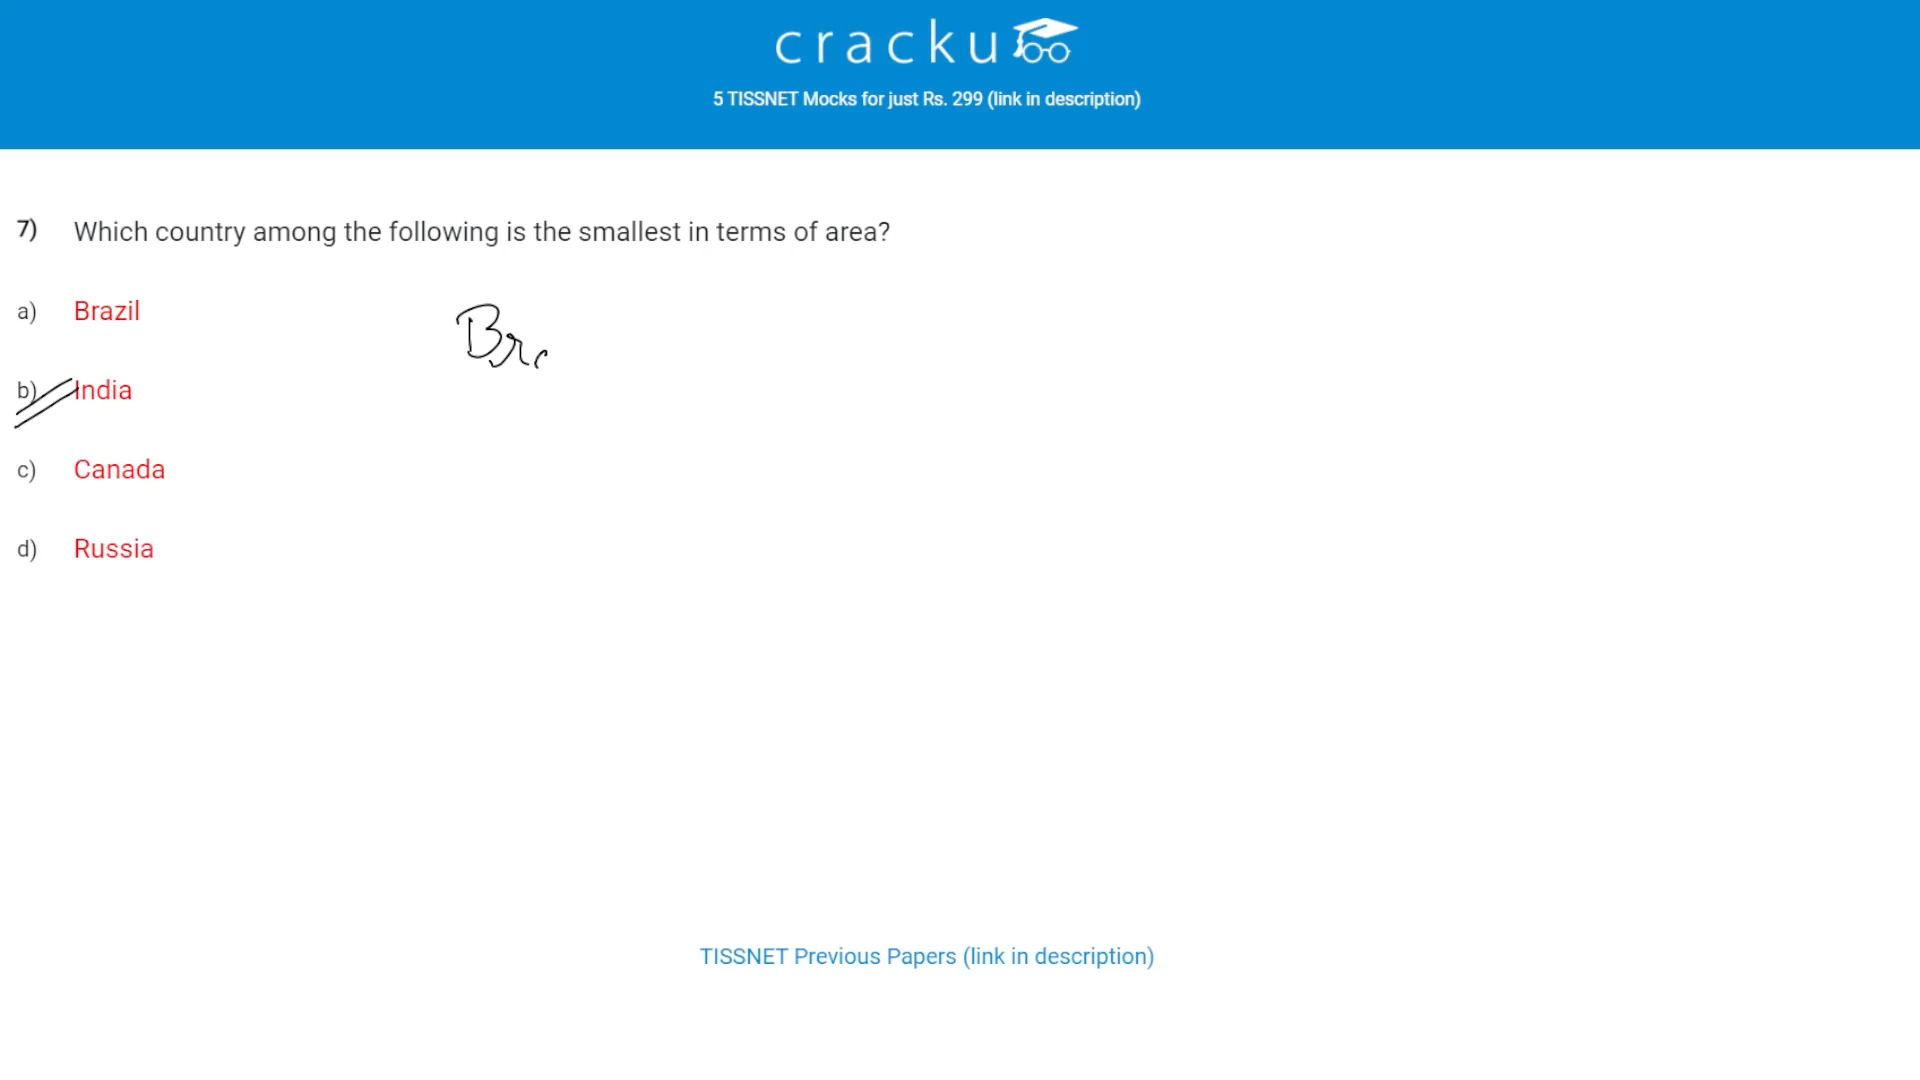 cracku
5 TISSNET Mocks for just Rs. 299 (link in description)
7) Which country among the following is the smallest in terms of area?
a) Brazil
Bra
b) India
c) Canada
d) Russia
TISSNET Previous Papers (link in description)